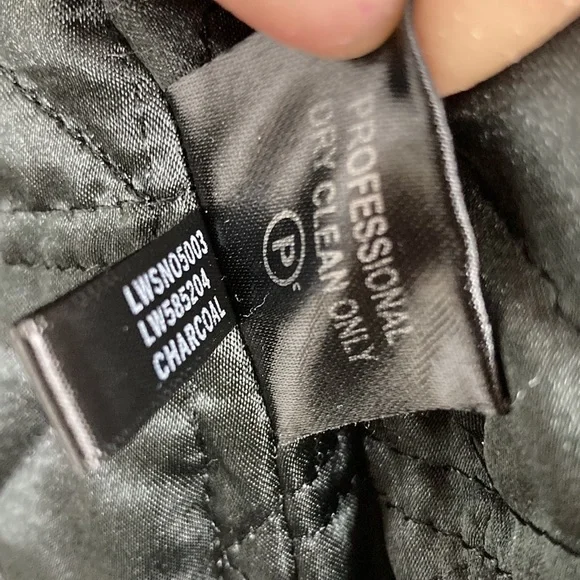 PROFESSIONAL
DRY CLEAN ONLY
P
LWSN05003
LW585204
CHARCOAL